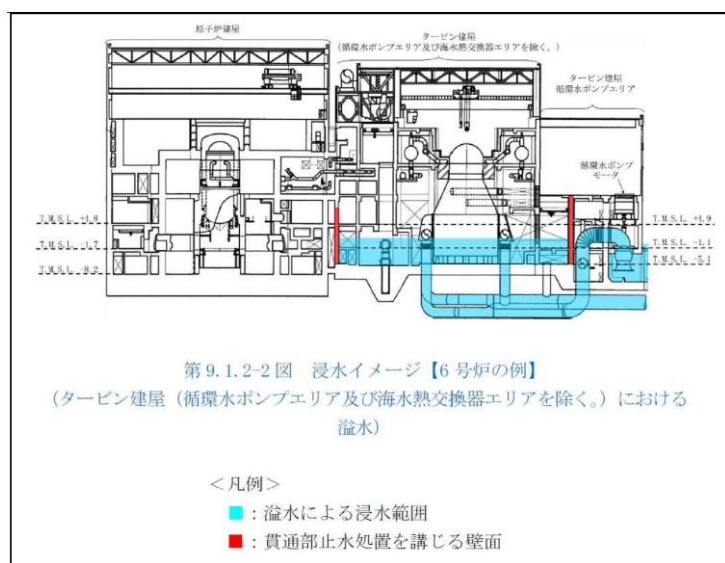 原子炉建屋
タービン建屋
(循環水ポンプエリア及び海水熱交換器エリアを除く。)
タービン建屋
循環水ポンプエリア
循環水ポンプ
モータ
T.M.S.L. +4.8
T.M.S.L. -1.7
T.M.S.L. -8.2
T.M.S.L. +4.9
T.M.S.L. -1.1
T.M.S.L. -5.1
第 9.1.2-2 図 浸水イメージ【6 号炉の例】
(タービン建屋(循環水ポンプエリア及び海水熱交換器エリアを除く。)における
溢水)
<凡例>
■:溢水による浸水範囲
■:貫通部止水処置を講じる壁面